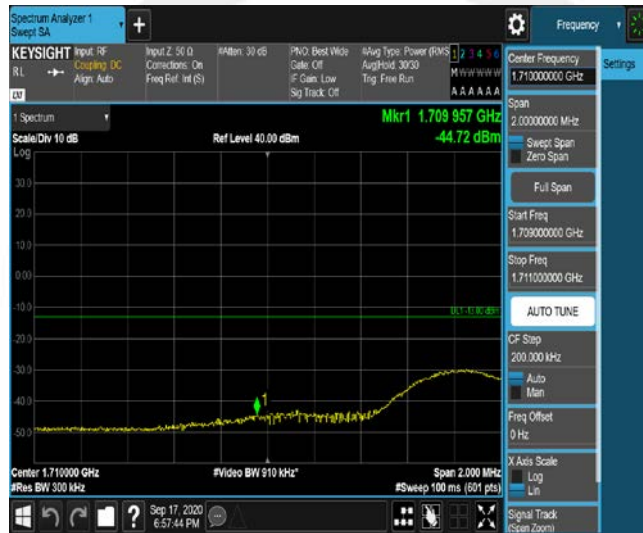 Spectrum Analyzer 1
Swept SA
+
Frequency
KEYSIGHT
RL
Input: RF
Coupling: DC
Align: Auto
Input Z: 50 Ω
Corrections: On
Freq Ref: Int (S)
#Atten: 30 dB
PNO: Best Wide
Gate: Off
IF Gain: Low
Sig Track: Off
#Avg Type: Power (RMS
Avg|Hold: 30/30
Trig: Free Run
1 2 3 4 5 6
M W W W W W
A A A A A A
Center Frequency
1.710000000 GHz
Settings
Span
2.00000000 MHz
Swept Span
Zero Span
Full Span
Start Freq
1.709000000 GHz
Stop Freq
1.711000000 GHz
AUTO TUNE
CF Step
200.000 kHz
Auto
Man
Freq Offset
0 Hz
X Axis Scale
Log
Lin
Signal Track
(Span Zoom)
1 Spectrum
Scale/Div 10 dB
Ref Level 40.00 dBm
Mkr1 1.709 957 GHz
-44.72 dBm
Log
30.0
20.0
10.0
0.00
-10.0
DL1 -13.00 dBm
-20.0
-30.0
-40.0
-50.0
1
Center 1.710000 GHz
#Res BW 300 kHz
#Video BW 910 kHz*
Span 2.000 MHz
#Sweep 100 ms (601 pts)
?
Sep 17, 2020
6:57:44 PM